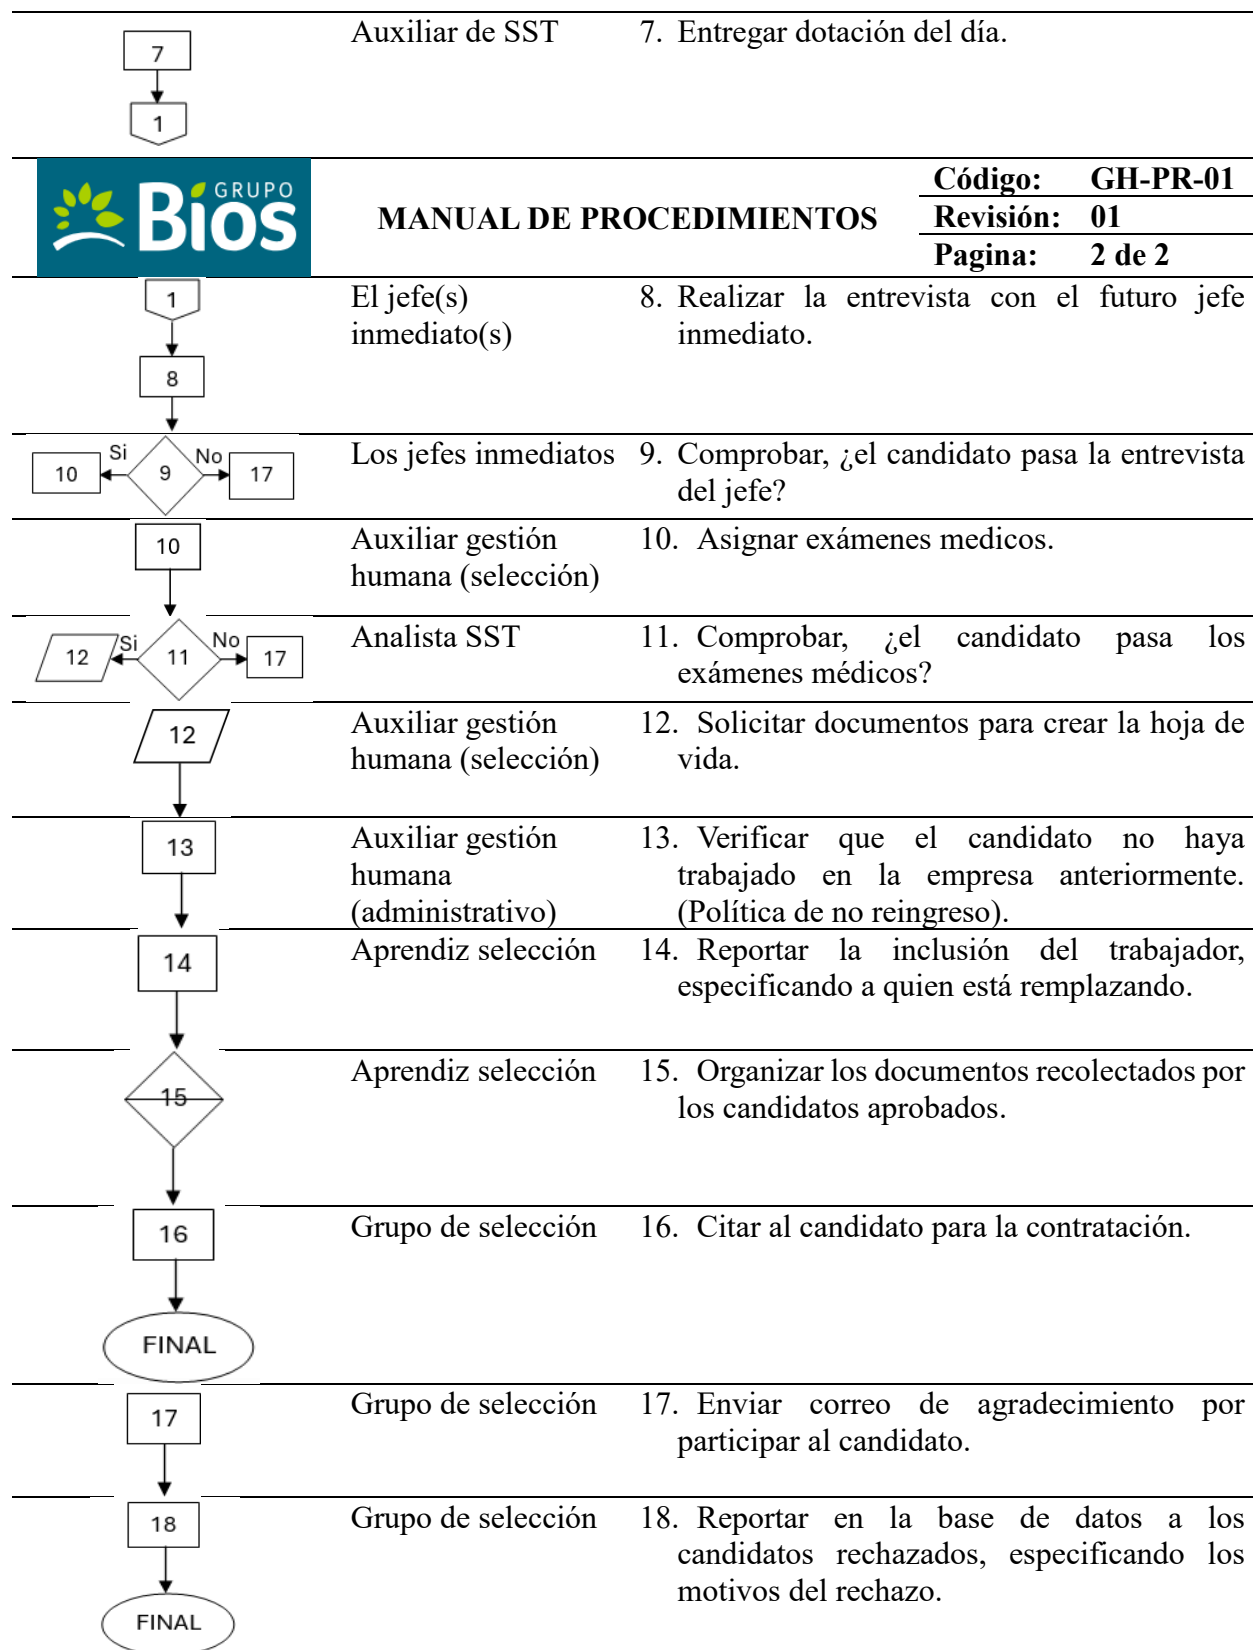 7
Auxiliar de SST
7. Entregar dotación del día.
1
GRUPO
Bios
MANUAL DE PROCEDIMIENTOS
Código: GH-PR-01
Revisión: 01
Pagina: 2 de 2
1
El jefe(s)
inmediato(s)
8. Realizar la entrevista con el futuro jefe
inmediato.
8
10
Si
9
No
17
Los jefes inmediatos
9. Comprobar, ¿el candidato pasa la entrevista
del jefe?
10
Auxiliar gestión
humana (selección)
10. Asignar exámenes medicos.
12
Si
11
No
17
Analista SST
11. Comprobar, ¿el candidato pasa los
exámenes médicos?
12
Auxiliar gestión
humana (selección)
12. Solicitar documentos para crear la hoja de
vida.
13
Auxiliar gestión
humana
(administrativo)
13. Verificar que el candidato no haya
trabajado en la empresa anteriormente.
(Política de no reingreso).
14
Aprendiz selección
14. Reportar la inclusión del trabajador,
especificando a quien está remplazando.
15
Aprendiz selección
15. Organizar los documentos recolectados por
los candidatos aprobados.
16
Grupo de selección
16. Citar al candidato para la contratación.
FINAL
17
Grupo de selección
17. Enviar correo de agradecimiento por
participar al candidato.
18
Grupo de selección
18. Reportar en la base de datos a los
candidatos rechazados, especificando los
motivos del rechazo.
FINAL